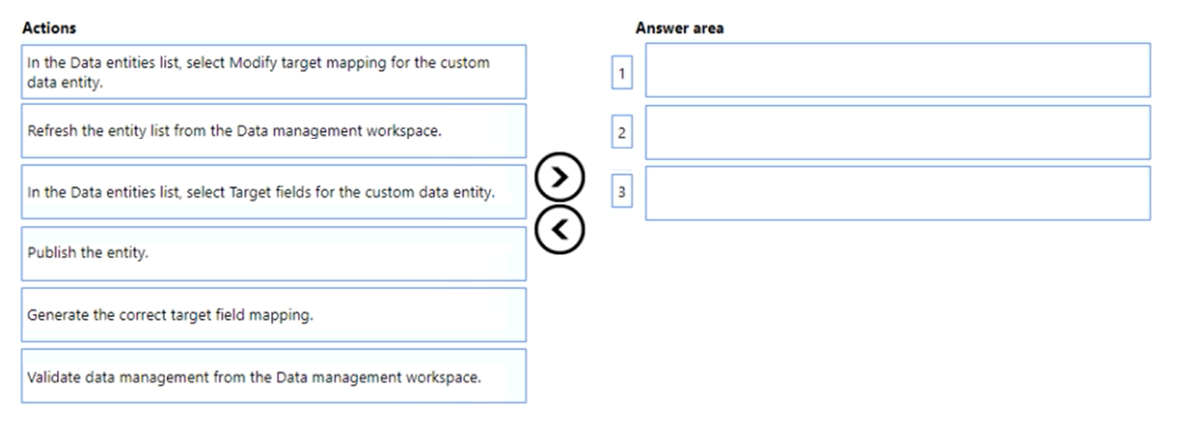 Actions
In the Data entities list, select Modify target mapping for the custom
data entity.
Refresh the entity list from the Data management workspace.
In the Data entities list, select Target fields for the custom data entity.
Publish the entity.
Generate the correct target field mapping.
Validate data management from the Data management workspace.
Answer area
1
2
3